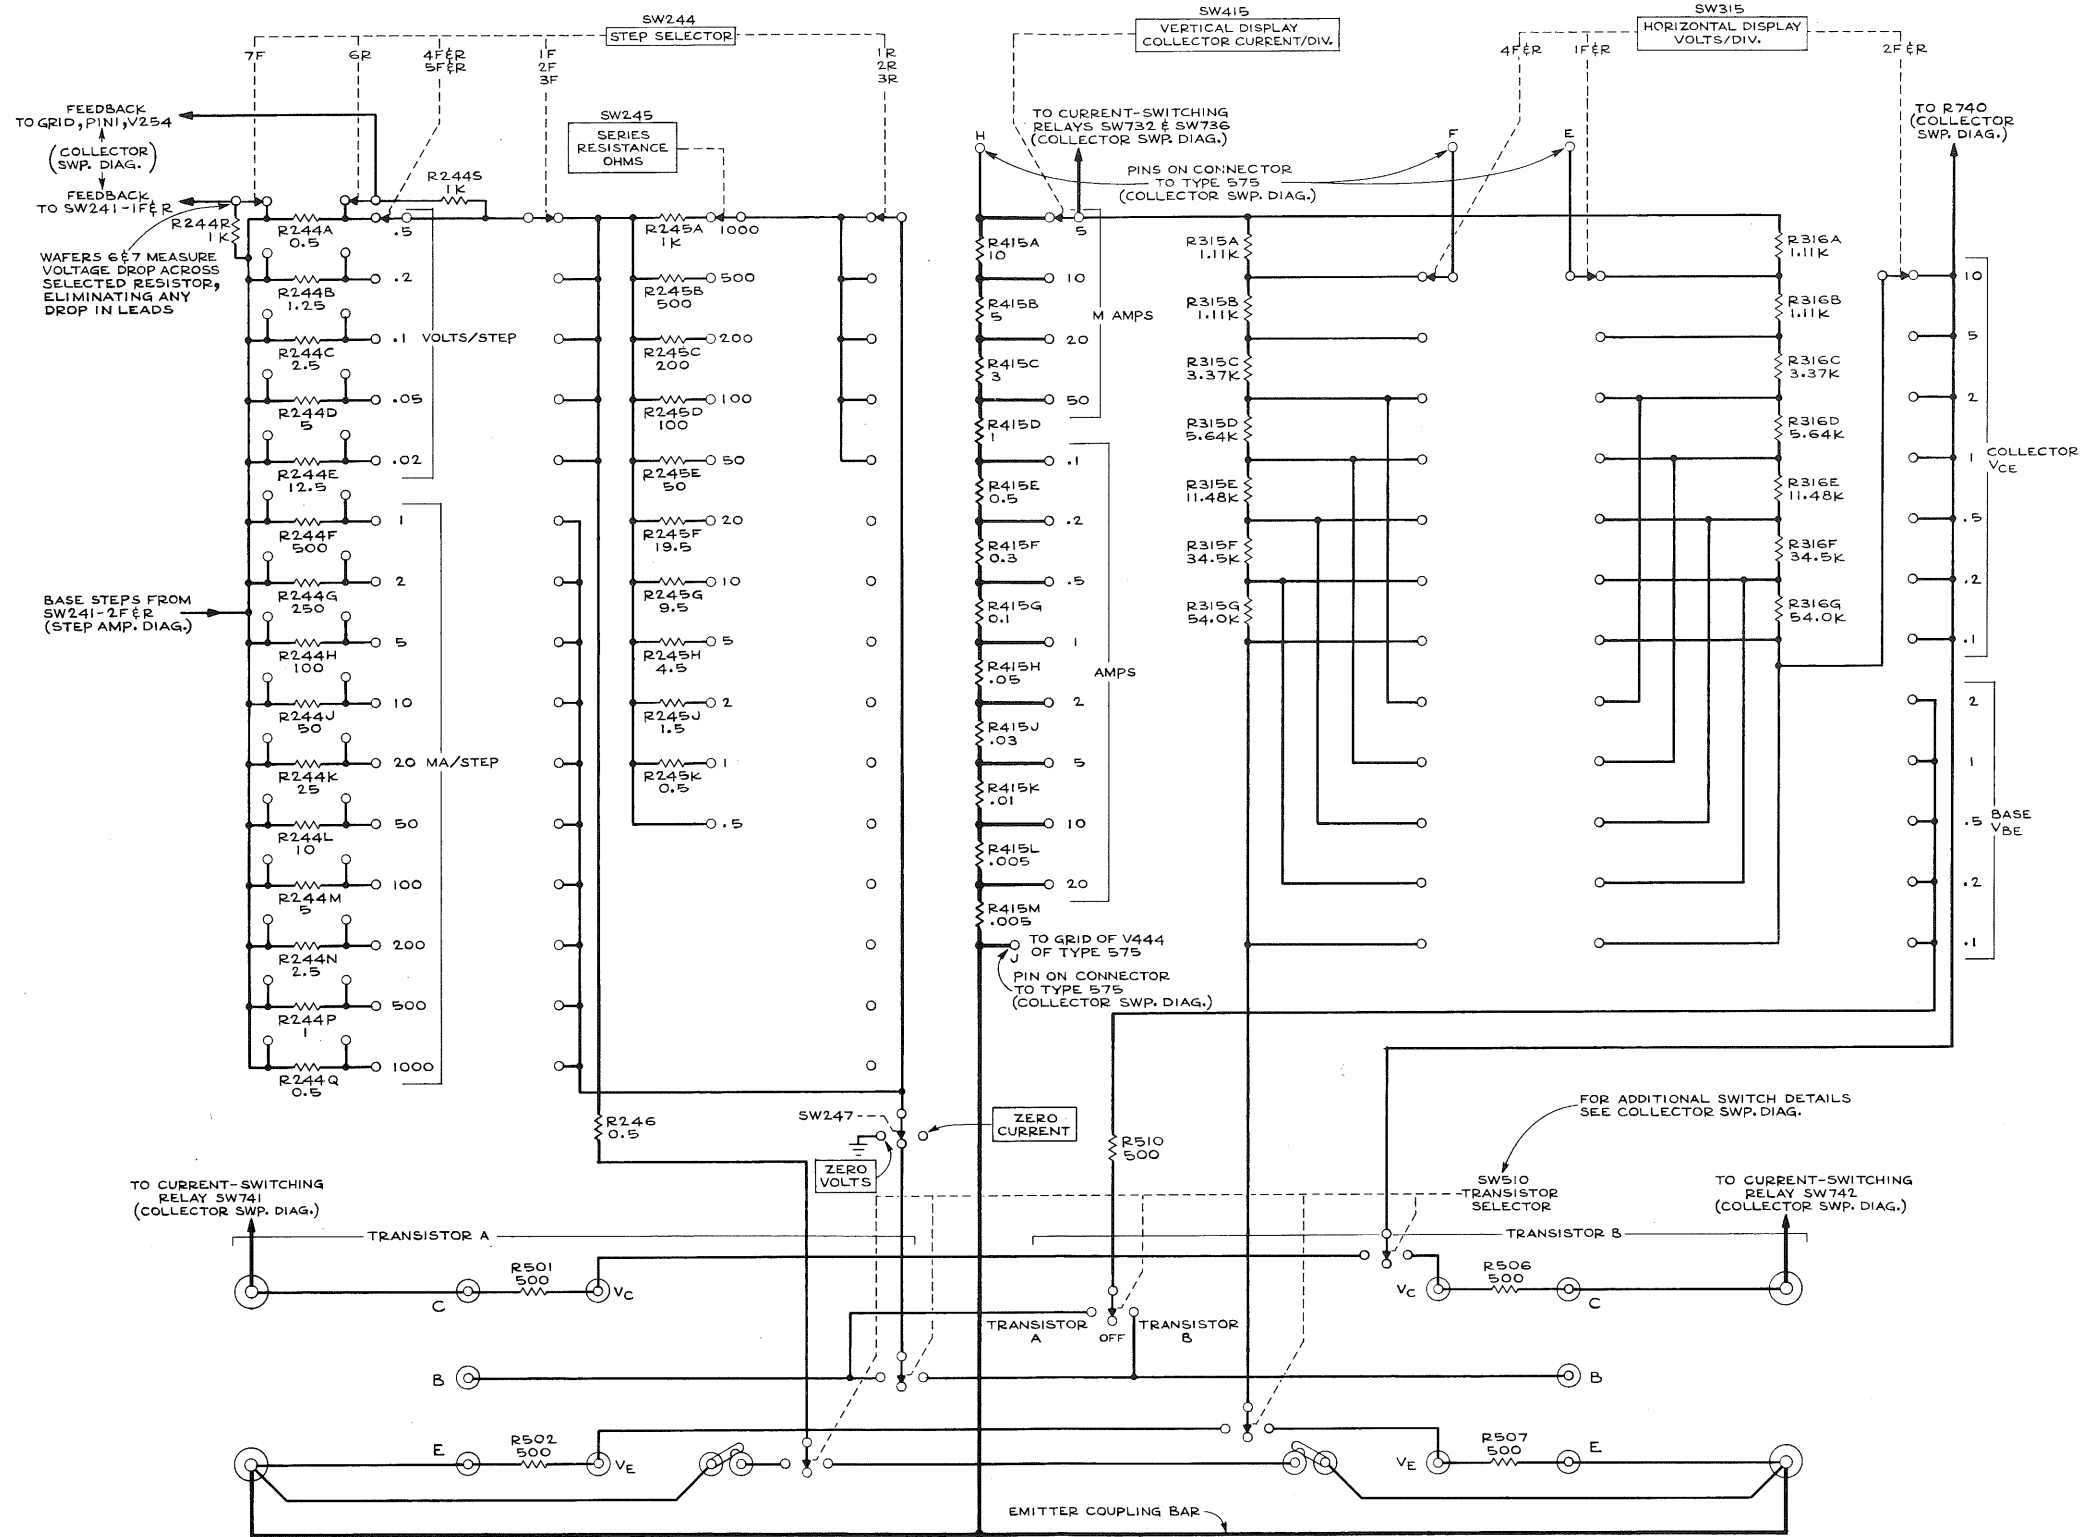 SW244
STEP SELECTOR
7F
6R
4F&R
5F&R
1F
2F
3F
1R
2R
3R
SW415
VERTICAL DISPLAY
COLLECTOR CURRENT/DIV.
SW315
HORIZONTAL DISPLAY
VOLTS/DIV.
4F&R
1F&R
2F&R
FEEDBACK
TO GRID, PIN1, V254
(COLLECTOR
SWP. DIAG.)
FEEDBACK
TO SW241-1F&R
R244R
1K
WAFERS 6&7 MEASURE
VOLTAGE DROP ACROSS
SELECTED RESISTOR,
ELIMINATING ANY
DROP IN LEADS
BASE STEPS FROM
SW241-2F&R
(STEP AMP. DIAG.)
R244S
1K
R244A
0.5
.5
R244B
1.25
.2
R244C
2.5
.1
VOLTS/STEP
R244D
5
.05
R244E
12.5
.02
R244F
500
1
R244G
250
2
R244H
100
5
R244J
50
10
R244K
25
20
MA/STEP
R244L
10
50
R244M
5
100
R244N
2.5
200
R244P
1
500
R244Q
0.5
1000
SW245
SERIES
RESISTANCE
OHMS
R245A
1K
1000
R245B
500
500
R245C
200
200
R245D
100
100
R245E
50
50
R245F
19.5
20
R245G
9.5
10
R245H
4.5
5
R245J
1.5
2
R245K
0.5
1
.5
TO CURRENT-SWITCHING
RELAYS SW732 & SW736
(COLLECTOR SWP. DIAG.)
H
F
E
PINS ON CONNECTOR
TO TYPE 575
(COLLECTOR SWP. DIAG.)
TO R740
(COLLECTOR
SWP. DIAG.)
5
R415A
10
10
R415B
5
M AMPS
20
R415C
3
50
R415D
1
.1
R415E
0.5
.2
R415F
0.3
.5
R415G
0.1
1
R415H
.05
AMPS
2
R415J
.03
5
R415K
.01
10
R415L
.005
20
R415M
.005
J
TO GRID OF V444
OF TYPE 575
PIN ON CONNECTOR
TO TYPE 575
(COLLECTOR SWP. DIAG.)
R315A
1.11K
R315B
1.11K
R315C
3.37K
R315D
5.64K
R315E
11.48K
R315F
34.5K
R315G
54.0K
R316A
1.11K
R316B
1.11K
R316C
3.37K
R316D
5.64K
R316E
11.48K
R316F
34.5K
R316G
54.0K
10
5
2
1
.5
.2
.1
COLLECTOR
VCE
2
1
.5
.2
.1
BASE
VBE
R246
0.5
SW247
ZERO
CURRENT
ZERO
VOLTS
R510
500
FOR ADDITIONAL SWITCH DETAILS
SEE COLLECTOR SWP. DIAG.
SW510
TRANSISTOR
SELECTOR
TO CURRENT-SWITCHING
RELAY SW741
(COLLECTOR SWP. DIAG.)
TO CURRENT-SWITCHING
RELAY SW742
(COLLECTOR SWP. DIAG.)
TRANSISTOR A
TRANSISTOR B
C
R501
500
VC
VC
R506
500
C
TRANSISTOR
A
OFF
TRANSISTOR
B
B
B
E
R502
500
VE
VE
R507
500
E
EMITTER COUPLING BAR